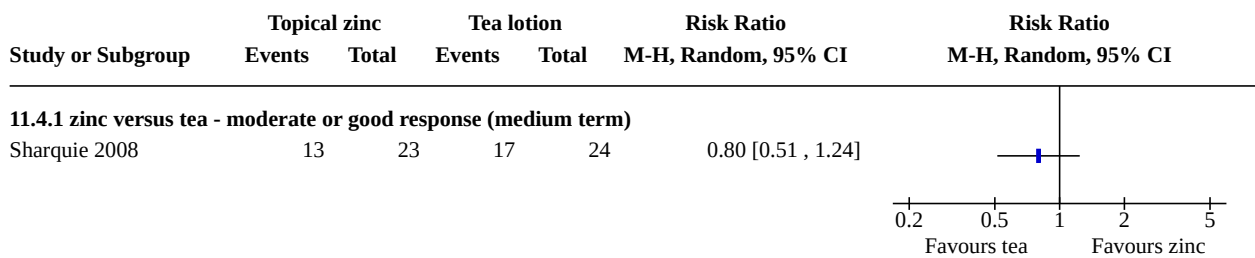 Topical zinc Tea lotion Risk Ratio Risk Ratio
Study or Subgroup Events Total Events Total M-H, Random, 95% CI M-H, Random, 95% CI
11.4.1 zinc versus tea - moderate or good response (medium term)
Sharquie 2008 13 23 17 24 0.80 [0.51 , 1.24]
0.2 0.5 1 2 5
Favours tea Favours zinc